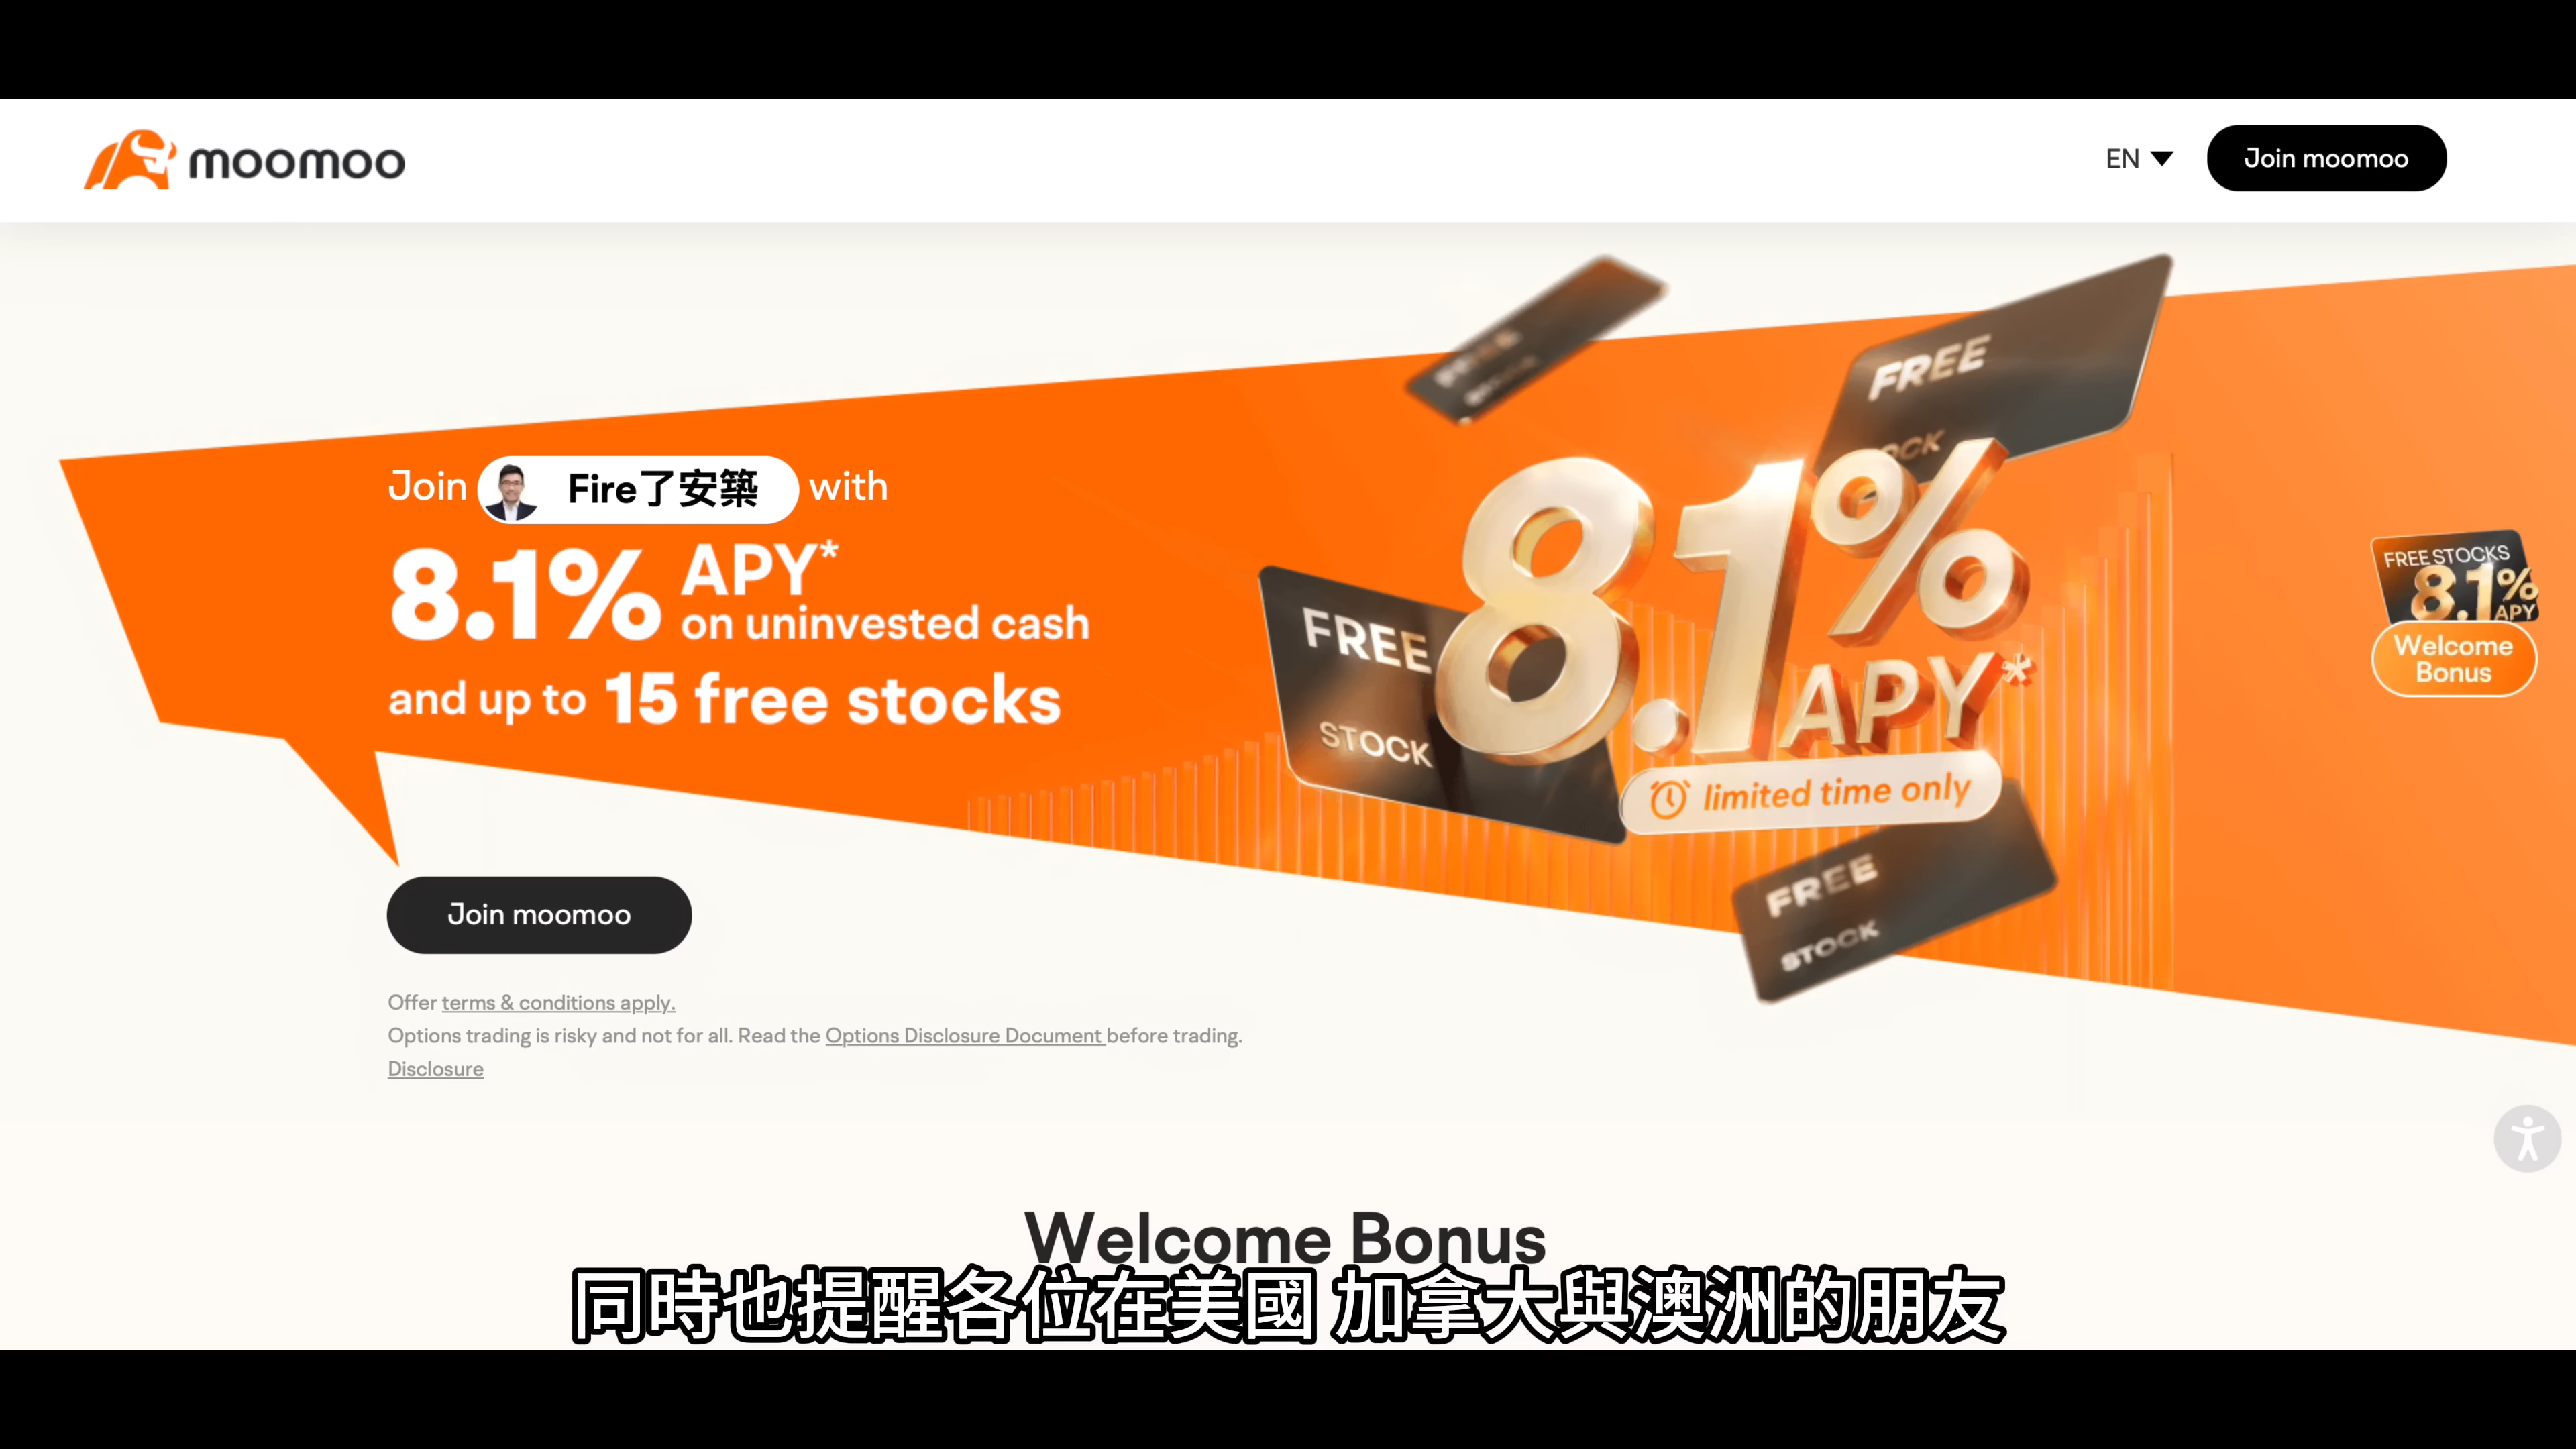 moomoo
EN
Join moomoo
Join Fire了安築 with
8.1% APY*
on uninvested cash
and up to 15 free stocks
FREE
STOCK
8.1%
APY*
limited time only
FREE
FREE
STOCK
FREE STOCKS
8.1%
APY
Welcome
Bonus
Join moomoo
Offer terms & conditions apply.
Options trading is risky and not for all. Read the Options Disclosure Document before trading.
Disclosure
Welcome Bonus
同時也提醒各位在美國 加拿大與澳洲的朋友